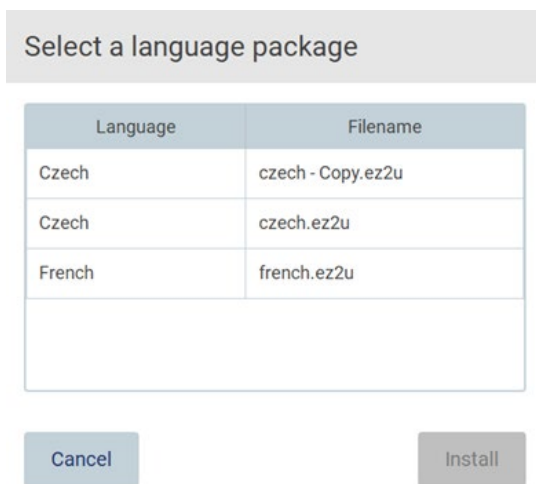 Select a language package
Language Filename
Czech czech - Copy.ez2u
Czech czech.ez2u
French french.ez2u
Cancel Install